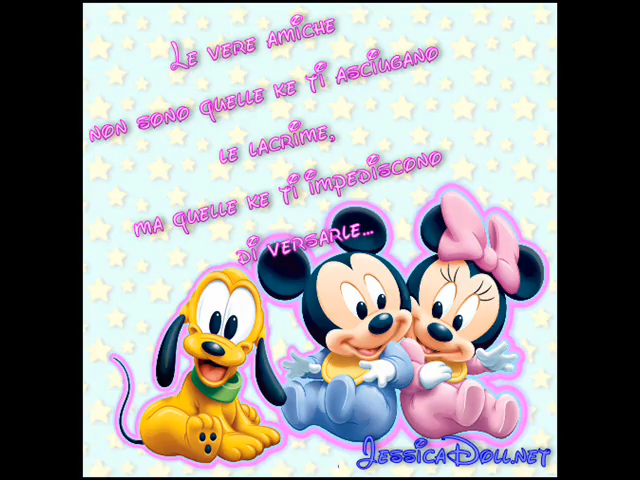 Le vere amiche
non sono quelle ke ti asciugano
le lacrime,
ma quelle ke ti impediscono
di versarle...
JessicaDoll.net